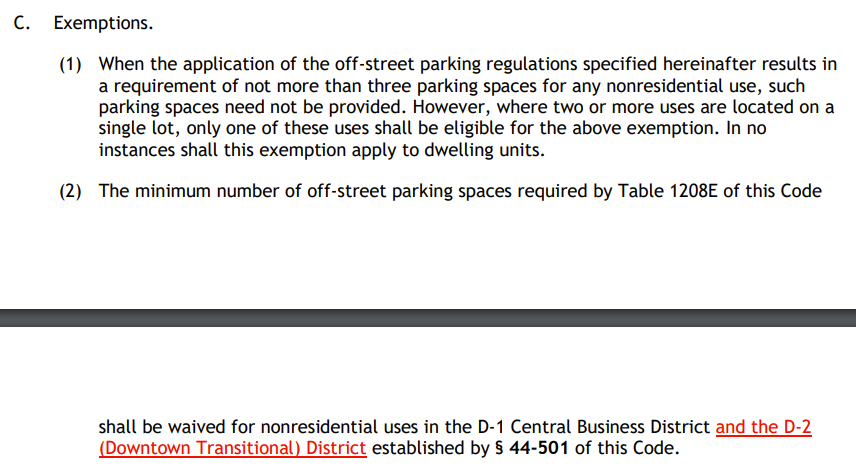 C. Exemptions.
(1) When the application of the off-street parking regulations specified hereinafter results in
a requirement of not more than three parking spaces for any nonresidential use, such
parking spaces need not be provided. However, where two or more uses are located on a
single lot, only one of these uses shall be eligible for the above exemption. In no
instances shall this exemption apply to dwelling units.
(2) The minimum number of off-street parking spaces required by Table 1208E of this Code
shall be waived for nonresidential uses in the D-1 Central Business District and the D-2
(Downtown Transitional) District established by § 44-501 of this Code.